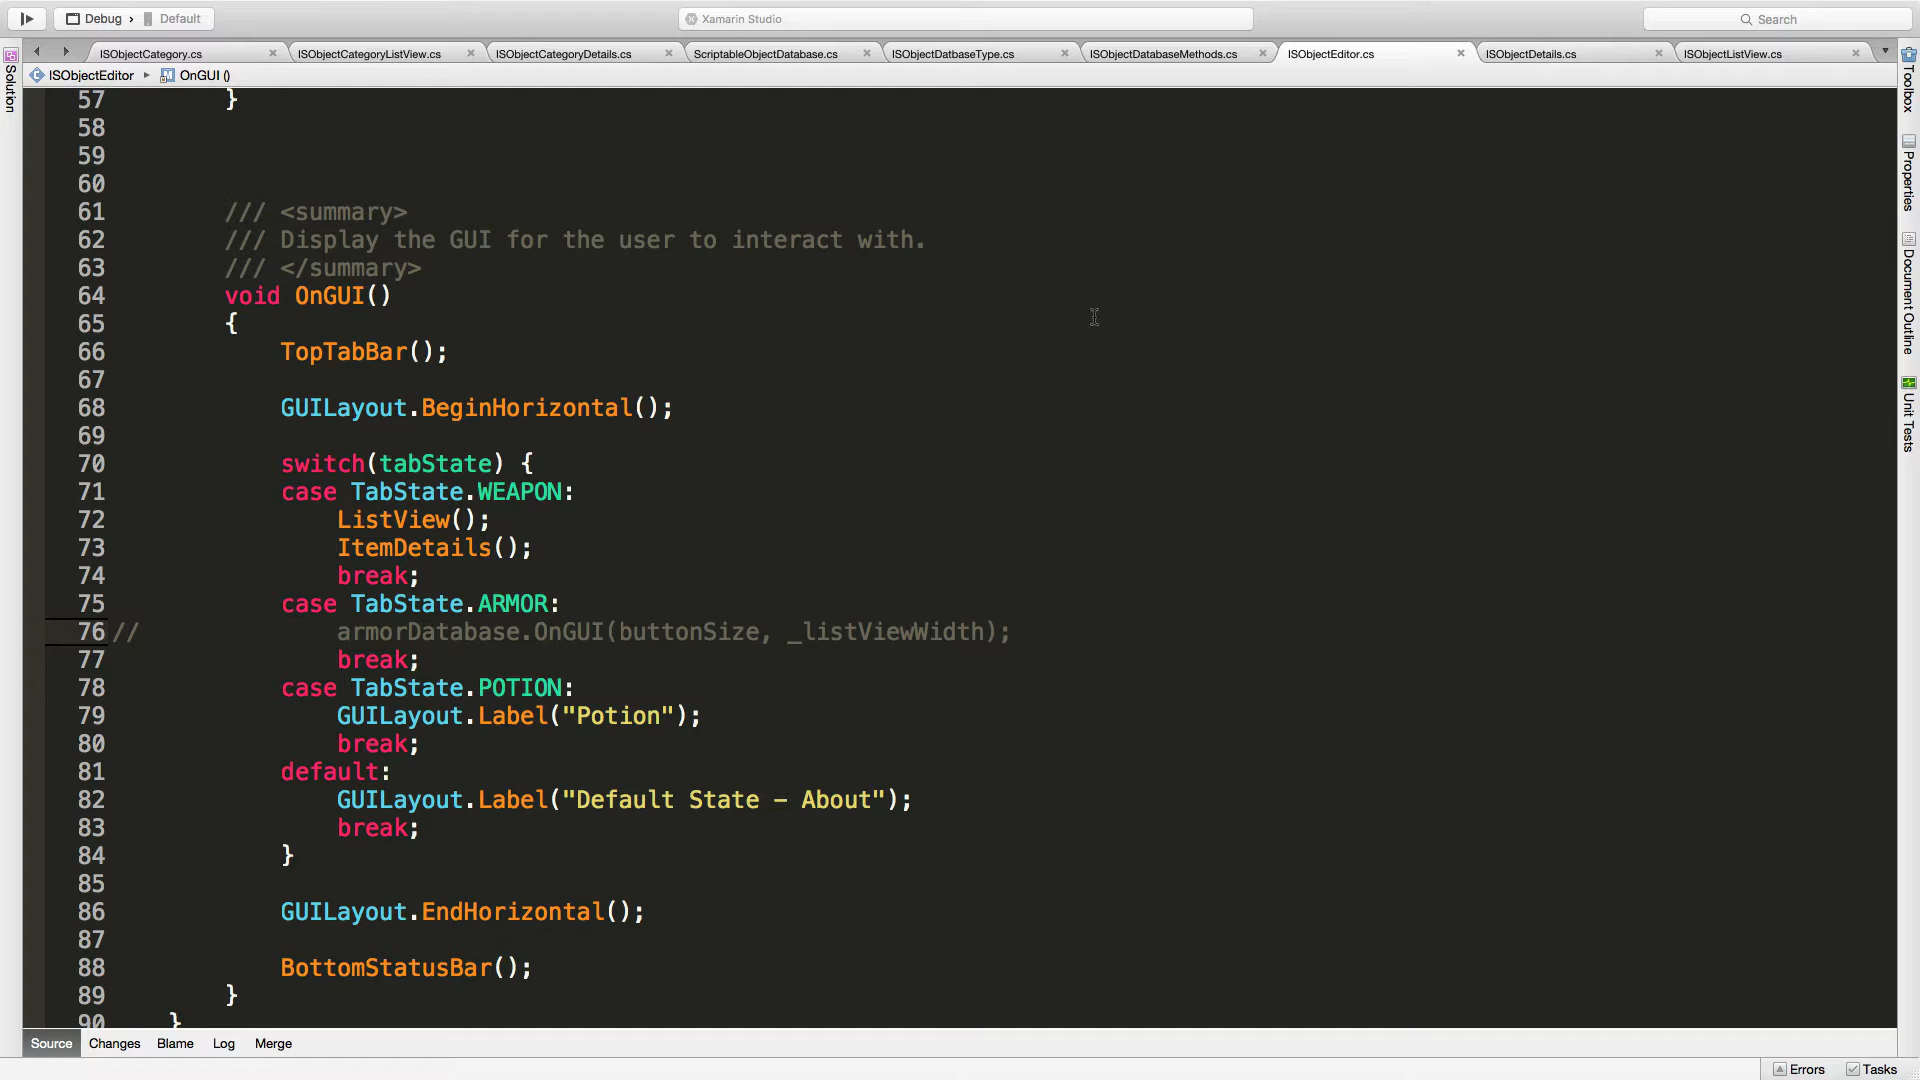 Debug › Default
Xamarin Studio
Search
ISObjectCategory.cs
ISObjectCategoryListView.cs
ISObjectCategoryDetails.cs
ScriptableObjectDatabase.cs
ISObjectDatbaseType.cs
ISObjectDatabaseMethods.cs
ISObjectEditor.cs
ISObjectDetails.cs
ISObjectListView.cs
ISObjectEditor ▸ OnGUI ()
Solution
Toolbox
Properties
Document Outline
Unit Tests
57 }
58
59
60
61 /// <summary>
62 /// Display the GUI for the user to interact with.
63 /// </summary>
64 void OnGUI()
65 {
66 TopTabBar();
67
68 GUILayout.BeginHorizontal();
69
70 switch(tabState) {
71 case TabState.WEAPON:
72 ListView();
73 ItemDetails();
74 break;
75 case TabState.ARMOR:
76 // armorDatabase.OnGUI(buttonSize, _listViewWidth);
77 break;
78 case TabState.POTION:
79 GUILayout.Label("Potion");
80 break;
81 default:
82 GUILayout.Label("Default State - About");
83 break;
84 }
85
86 GUILayout.EndHorizontal();
87
88 BottomStatusBar();
89 }
90 }
Source Changes Blame Log Merge
Errors Tasks